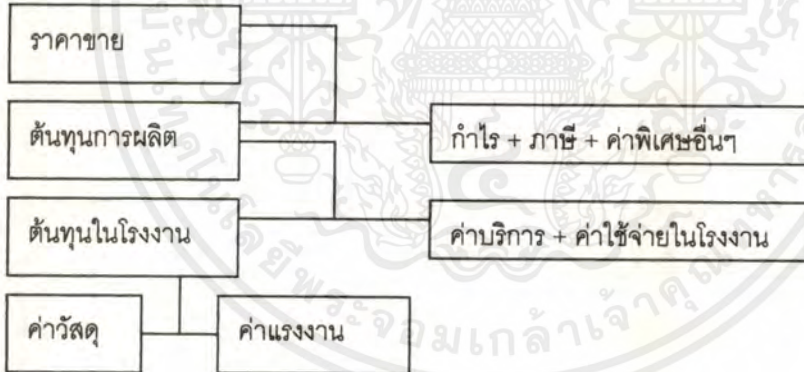 ราคาขาย
ต้นทุนการผลิต
กำไร + ภาษี + ค่าพิเศษอื่นๆ
ต้นทุนในโรงงาน
ค่าบริการ + ค่าใช้จ่ายในโรงงาน
ค่าวัสดุ
ค่าแรงงาน